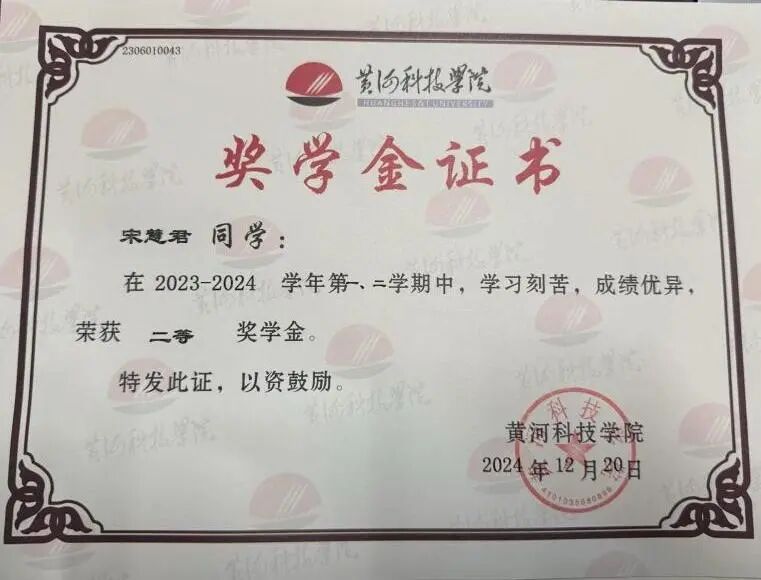 2306010043
黄河科技学院
HUANGHE S&T UNIVERSITY
奖学金证书
宋慧君 同学：
在 2023-2024 学年第一、二学期中，学习刻苦，成绩优异，
荣获 二等 奖学金。
特发此证，以资鼓励。
黄河科技学院
2024 年 12 月 20 日